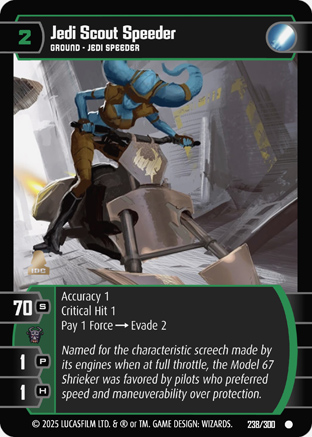 2
Jedi Scout Speeder
GROUND - JEDI SPEEDER
70 S
Accuracy 1
Critical Hit 1
Pay 1 Force → Evade 2
1 P
1 H
Named for the characteristic screech made by
its engines when at full throttle, the Model 67
Shrieker was favored by pilots who preferred
speed and maneuverability over protection.
© 2025 LUCASFILM LTD. & ® or TM. GAME DESIGN: WIZARDS. 238/300